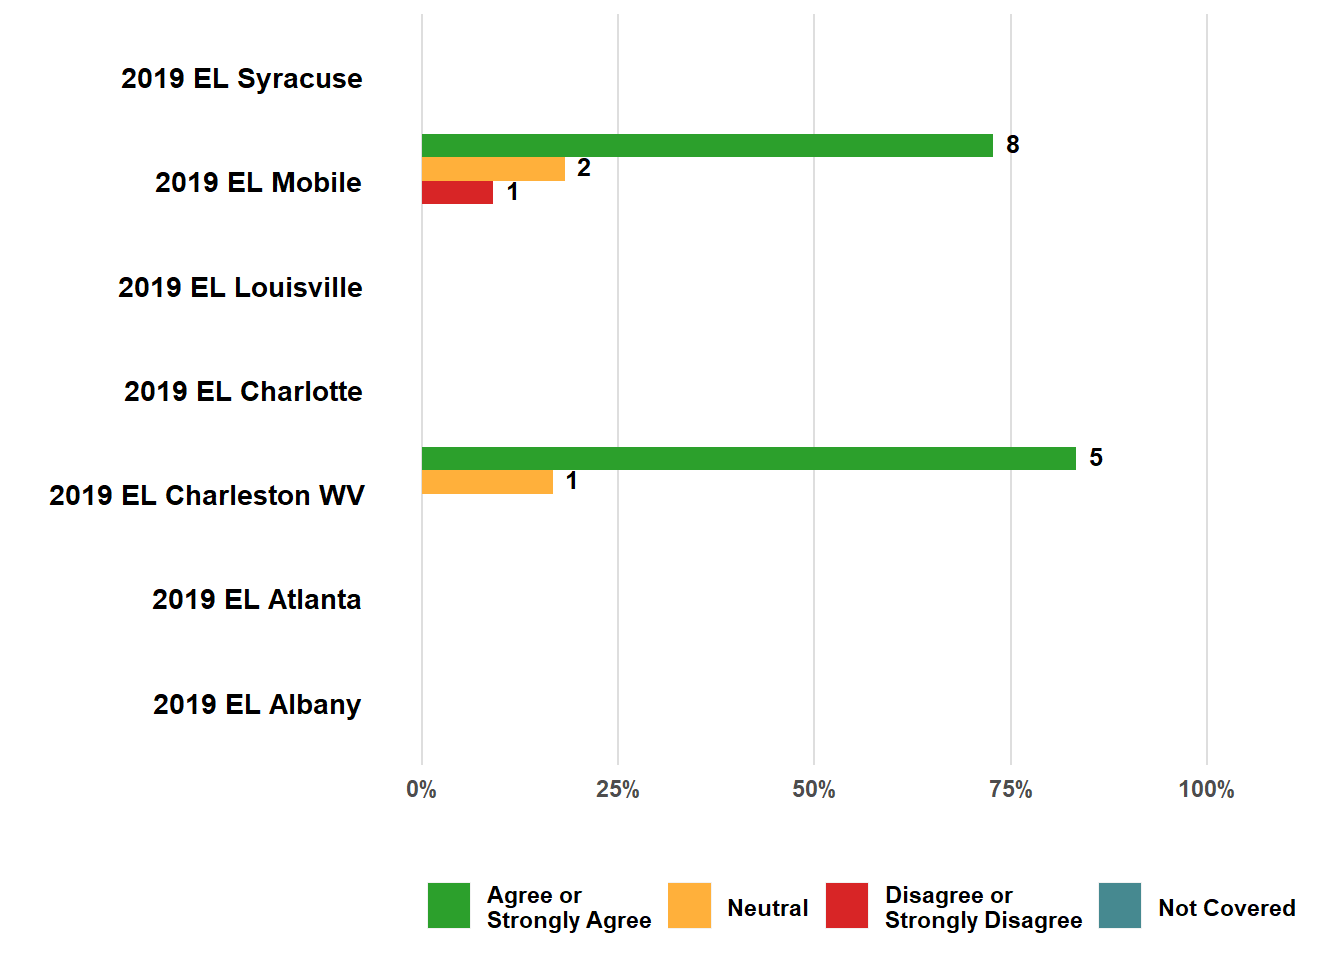 2019 EL Syracuse
8
2
2019 EL Mobile
1
2019 EL Louisville
2019 EL Charlotte
5
1
2019 EL Charleston WV
2019 EL Atlanta
2019 EL Albany
0% 25% 50% 75% 100%
Agree or
Strongly Agree
Neutral
Disagree or
Strongly Disagree
Not Covered